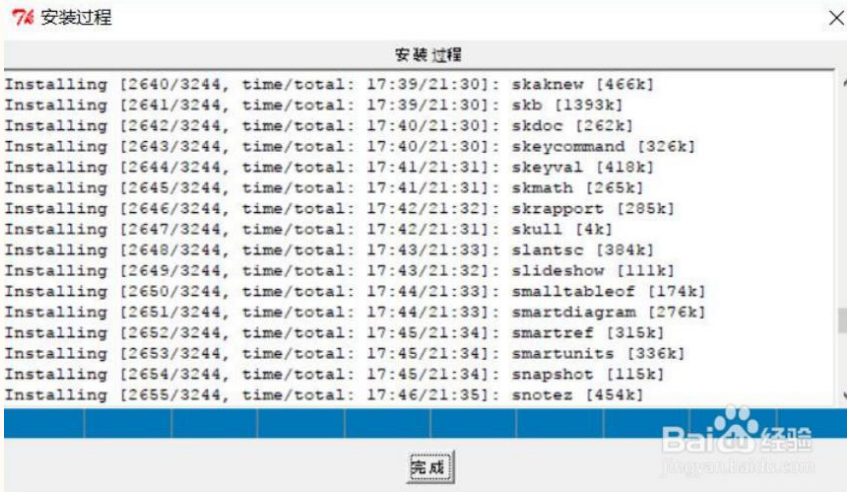 7% 安装过程
安装过程
Installing [2640/3244, time/total: 17:39/21:30]: skaknew [466k]
Installing [2641/3244, time/total: 17:39/21:30]: skb [1393k]
Installing [2642/3244, time/total: 17:40/21:30]: skdoc [262k]
Installing [2643/3244, time/total: 17:40/21:30]: skeycommand [326k]
Installing [2644/3244, time/total: 17:41/21:31]: skeyval [418k]
Installing [2645/3244, time/total: 17:41/21:31]: skmath [265k]
Installing [2646/3244, time/total: 17:42/21:32]: skrapport [285k]
Installing [2647/3244, time/total: 17:42/21:31]: skull [4k]
Installing [2648/3244, time/total: 17:43/21:33]: slantsc [384k]
Installing [2649/3244, time/total: 17:43/21:32]: slideshow [111k]
Installing [2650/3244, time/total: 17:44/21:33]: smalltableof [174k]
Installing [2651/3244, time/total: 17:44/21:33]: smartdiagram [276k]
Installing [2652/3244, time/total: 17:45/21:34]: smartref [315k]
Installing [2653/3244, time/total: 17:45/21:34]: smartunits [336k]
Installing [2654/3244, time/total: 17:45/21:34]: snapshot [115k]
Installing [2655/3244, time/total: 17:46/21:35]: snotez [454k]
Baidu 经验
jingyan.baidu.com
完成